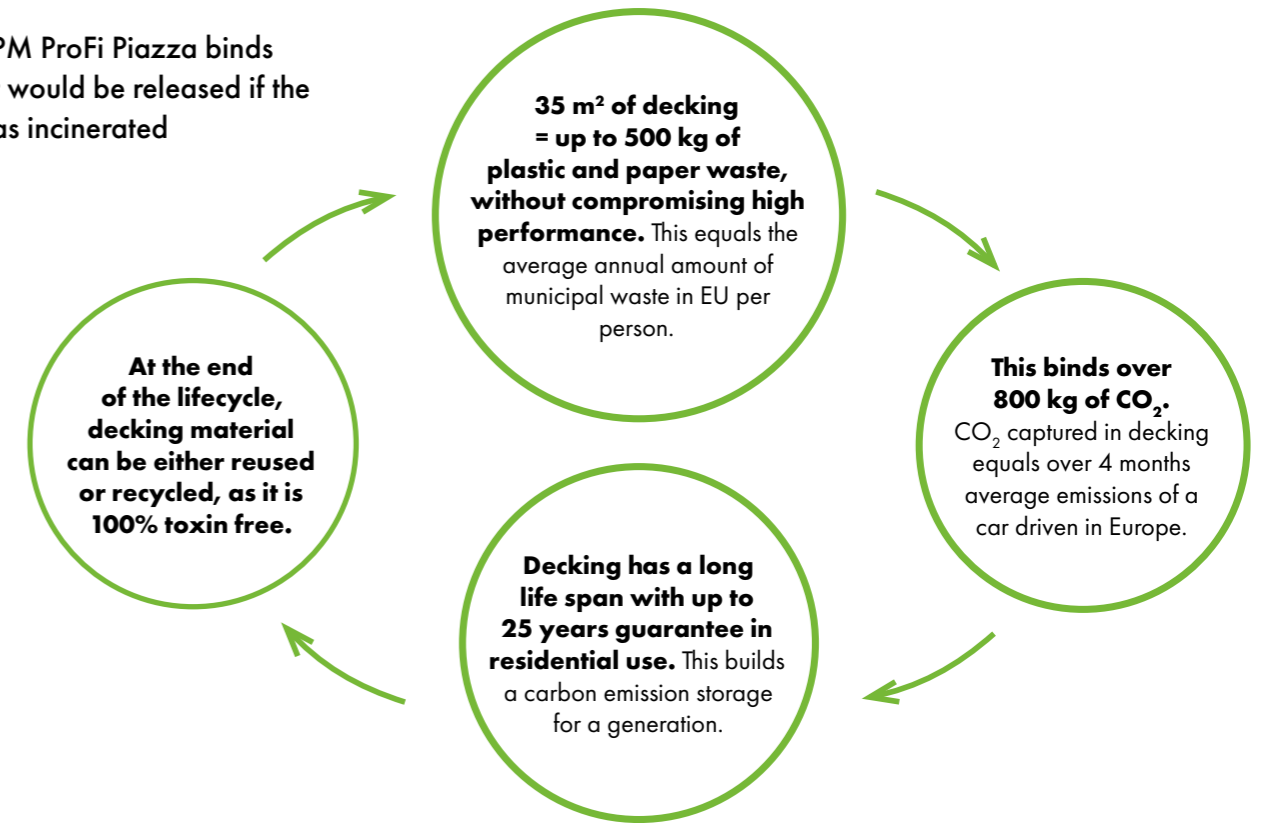 PM ProFi Piazza binds
would be released if the
as incinerated
35 m² of decking
= up to 500 kg of
plastic and paper waste,
without compromising high
performance. This equals the
average annual amount of
municipal waste in EU per
person.
This binds over
800 kg of CO₂.
CO₂ captured in decking
equals over 4 months
average emissions of a
car driven in Europe.
Decking has a long
life span with up to
25 years guarantee in
residential use. This builds
a carbon emission storage
for a generation.
At the end
of the lifecycle,
decking material
can be either reused
or recycled, as it is
100% toxin free.